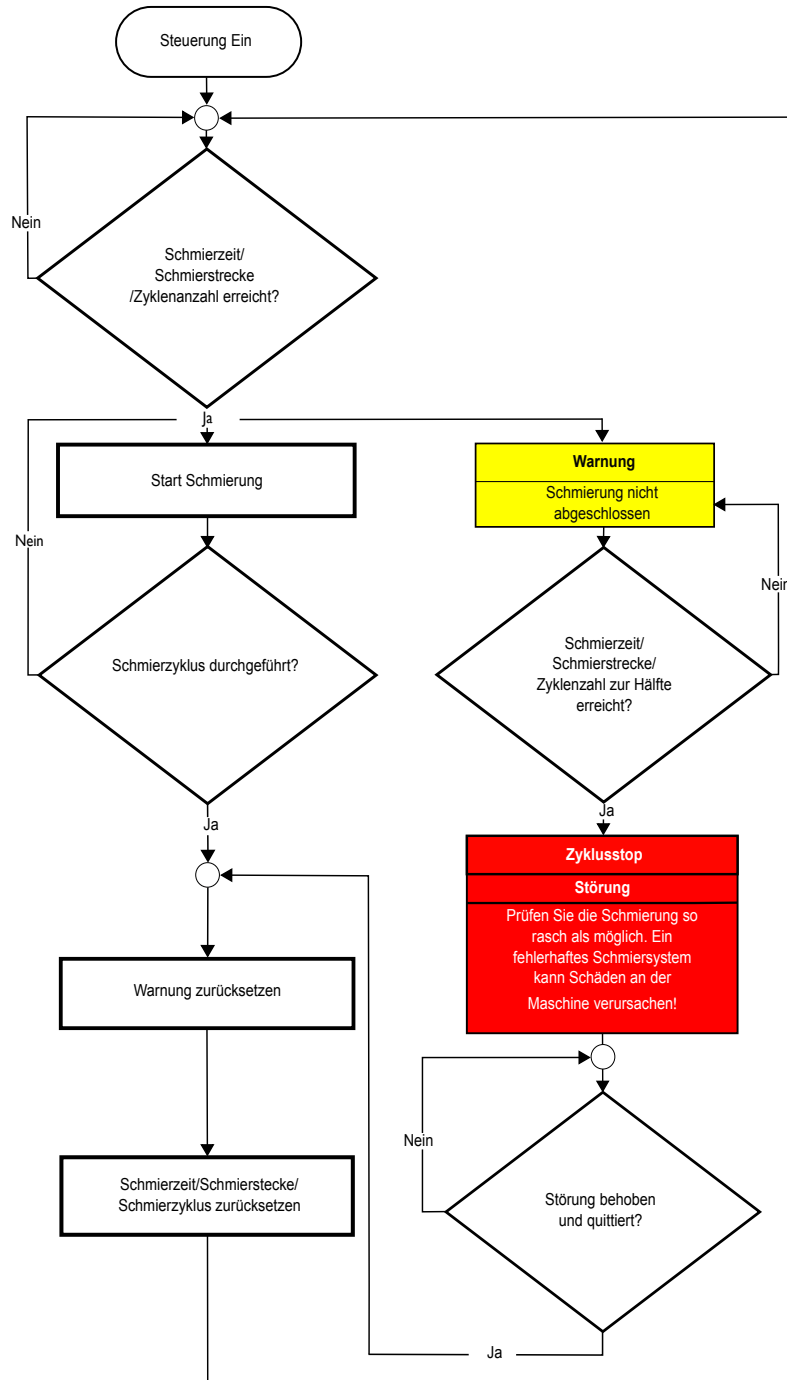 Steuerung Ein
Nein
Schmierzeit/
Schmierstrecke
/Zyklenanzahl erreicht?
Ja
Start Schmierung
Nein
Schmierzyklus durchgeführt?
Ja
Warnung
Schmierung nicht
abgeschlossen
Nein
Schmierzeit/
Schmierstrecke/
Zyklenzahl zur Hälfte
erreicht?
Ja
Zyklusstop
Störung
Prüfen Sie die Schmierung so
rasch als möglich. Ein
fehlerhaftes Schmiersystem
kann Schäden an der
Maschine verursachen!
Warnung zurücksetzen
Nein
Schmierzeit/Schmierstecke/
Schmierzyklus zurücksetzen
Störung behoben
und quittiert?
Ja